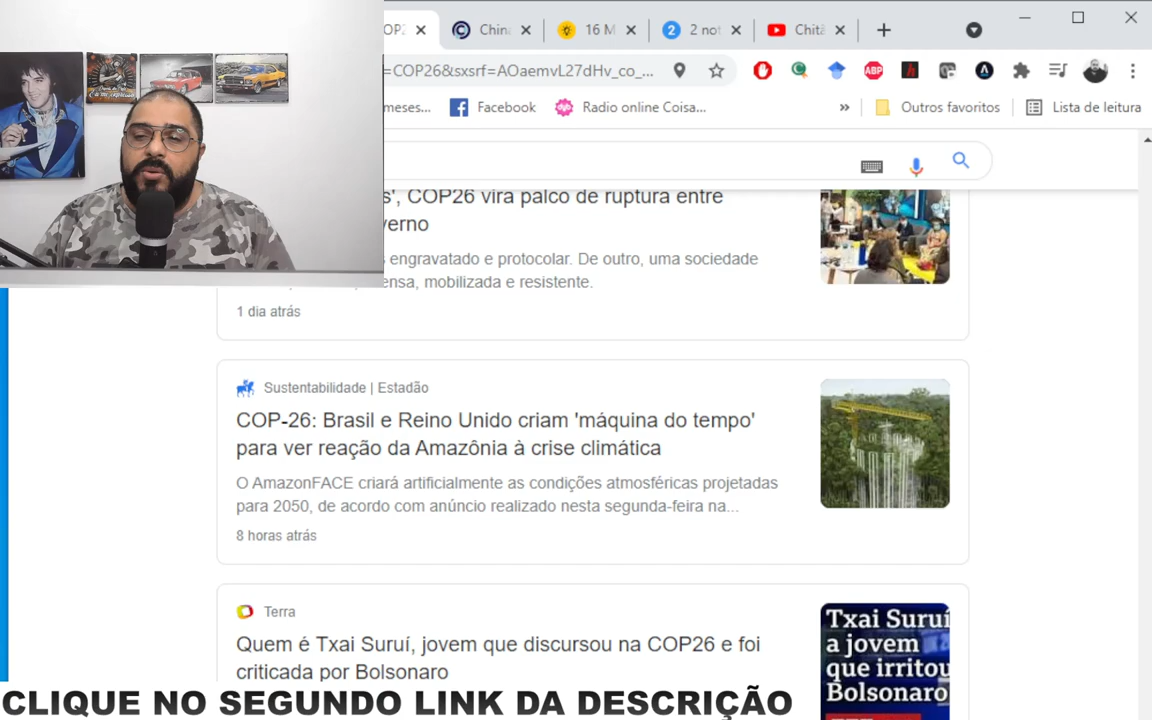 OP2
China
16 M
2 not
Chitã
=COP26&sxsrf=AOaemvL27dHv_co_...
ABP
meses...
Facebook
Radio online Coisa...
»
Outros favoritos
Lista de leitura
s', COP26 vira palco de ruptura entre
verno
engravatado e protocolar. De outro, uma sociedade
ensa, mobilizada e resistente.
1 dia atrás
Sustentabilidade | Estadão
COP-26: Brasil e Reino Unido criam 'máquina do tempo'
para ver reação da Amazônia à crise climática
O AmazonFACE criará artificialmente as condições atmosféricas projetadas
para 2050, de acordo com anúncio realizado nesta segunda-feira na...
8 horas atrás
Terra
Quem é Txai Suruí, jovem que discursou na COP26 e foi
criticada por Bolsonaro
Txai Suruí
a jovem
que irritou
Bolsonaro
CLIQUE NO SEGUNDO LINK DA DESCRIÇÃO